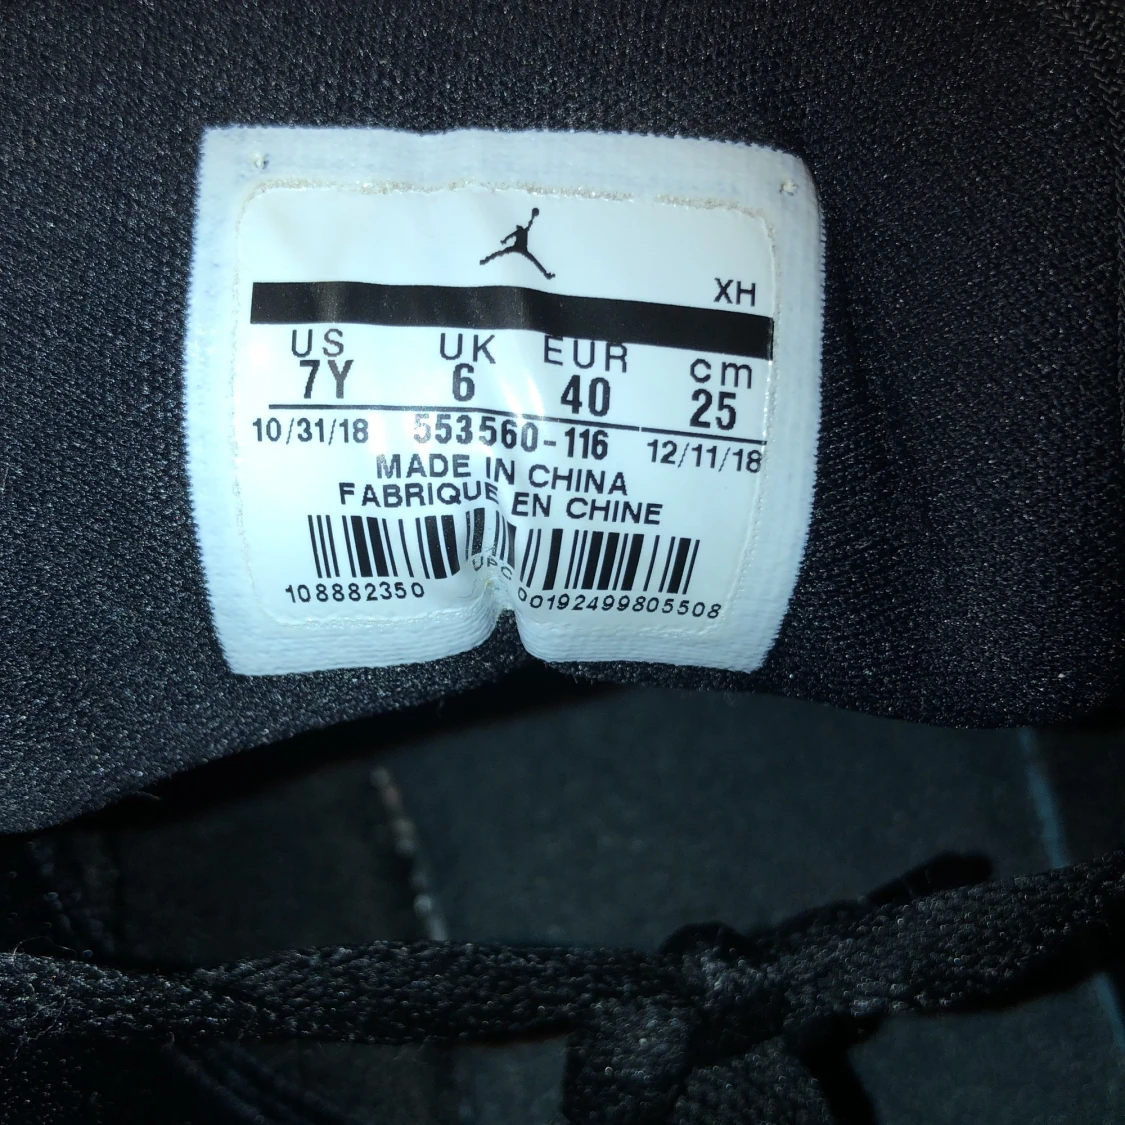 XH
US UK EUR cm
7Y 6 40 25
10/31/18 553560-116 12/11/18
MADE IN CHINA
FABRIQUE EN CHINE
UPC
108882350 00192499805508